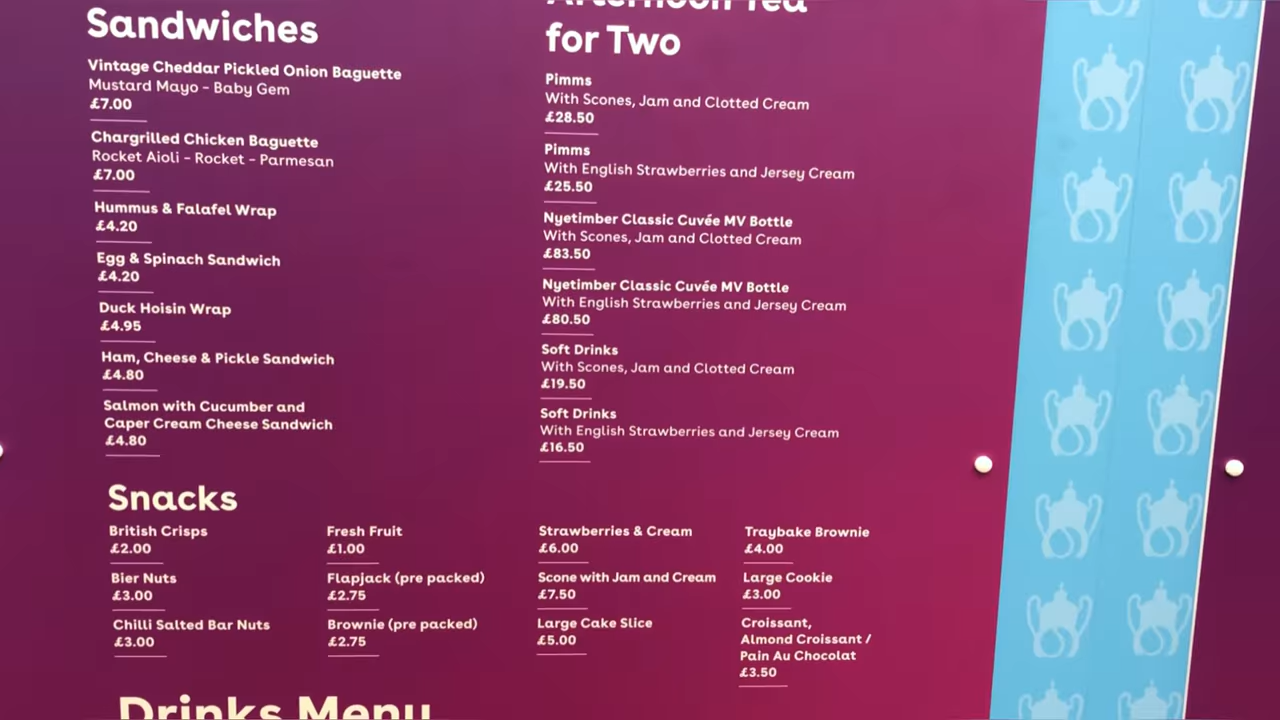 Sandwiches
Vintage Cheddar Pickled Onion Baguette
Mustard Mayo - Baby Gem
£7.00
Chargrilled Chicken Baguette
Rocket Aioli - Rocket - Parmesan
£7.00
Hummus & Falafel Wrap
£4.20
Egg & Spinach Sandwich
£4.20
Duck Hoisin Wrap
£4.95
Ham, Cheese & Pickle Sandwich
£4.80
Salmon with Cucumber and
Caper Cream Cheese Sandwich
£4.80
Afternoon Tea
for Two
Pimms
With Scones, Jam and Clotted Cream
£28.50
Pimms
With English Strawberries and Jersey Cream
£25.50
Nyetimber Classic Cuvée MV Bottle
With Scones, Jam and Clotted Cream
£83.50
Nyetimber Classic Cuvée MV Bottle
With English Strawberries and Jersey Cream
£80.50
Soft Drinks
With Scones, Jam and Clotted Cream
£19.50
Soft Drinks
With English Strawberries and Jersey Cream
£16.50
Snacks
British Crisps
£2.00
Bier Nuts
£3.00
Chilli Salted Bar Nuts
£3.00
Fresh Fruit
£1.00
Flapjack (pre packed)
£2.75
Brownie (pre packed)
£2.75
Strawberries & Cream
£6.00
Scone with Jam and Cream
£7.50
Large Cake Slice
£5.00
Traybake Brownie
£4.00
Large Cookie
£3.00
Croissant,
Almond Croissant /
Pain Au Chocolat
£3.50
Drinks Menu